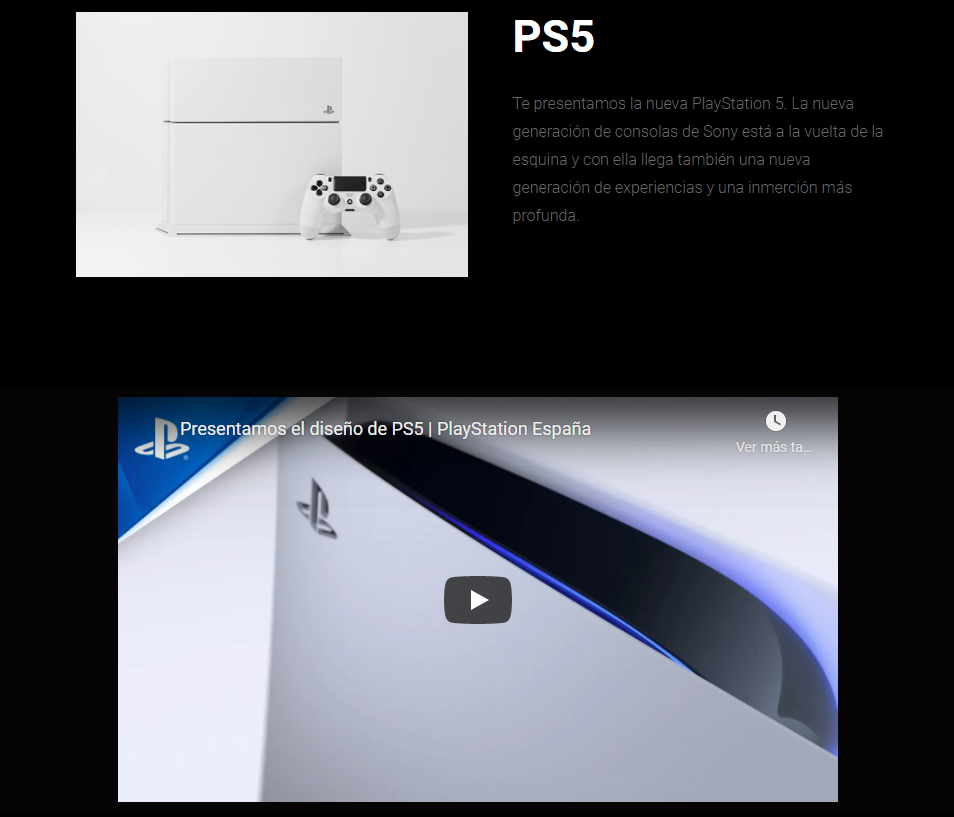 PS5
Te presentamos la nueva PlayStation 5. La nueva
generación de consolas de Sony está a la vuelta de la
esquina y con ella llega también una nueva
generación de experiencias y una inmerción más
profunda.
Presentamos el diseño de PS5 | PlayStation España
Ver más ta...